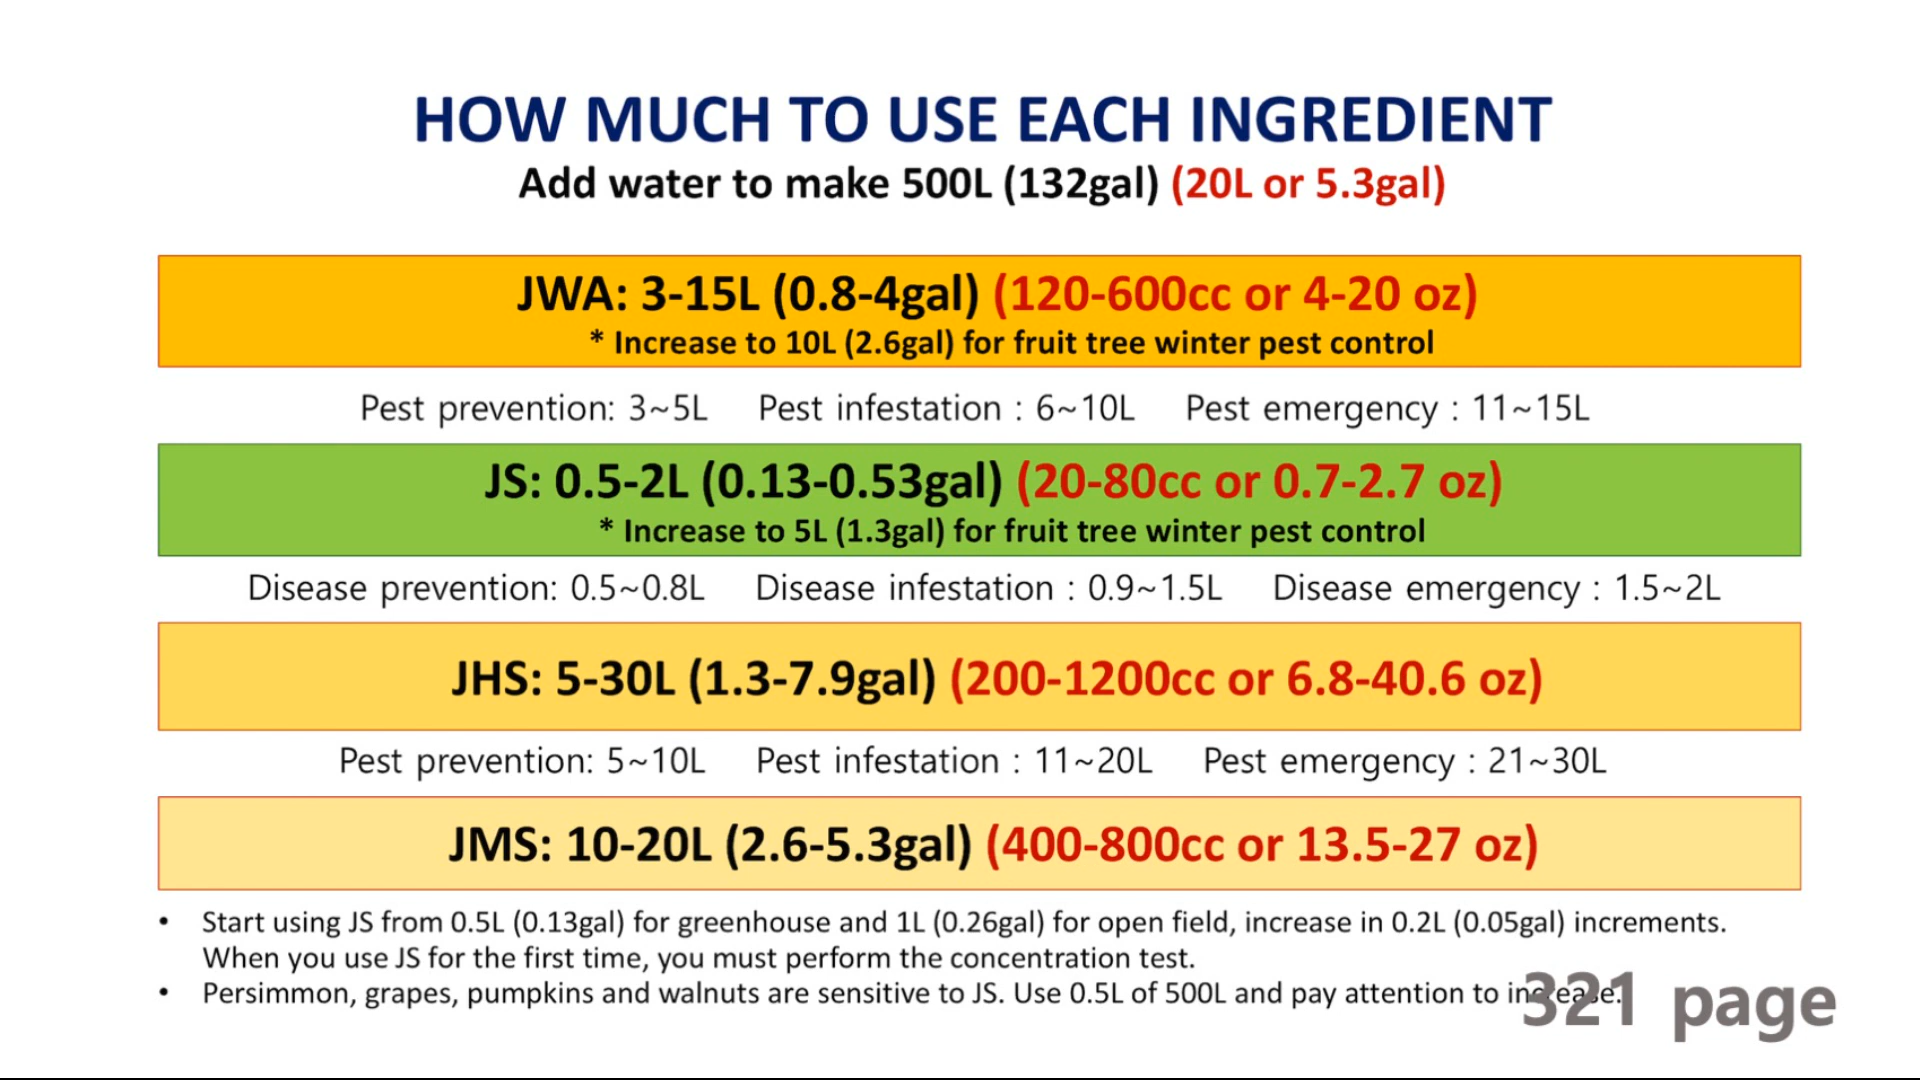 HOW MUCH TO USE EACH INGREDIENT
Add water to make 500L (132gal) (20L or 5.3gal)
JWA: 3-15L (0.8-4gal) (120-600cc or 4-20 oz)
* Increase to 10L (2.6gal) for fruit tree winter pest control
Pest prevention: 3~5L Pest infestation : 6~10L Pest emergency : 11~15L
JS: 0.5-2L (0.13-0.53gal) (20-80cc or 0.7-2.7 oz)
* Increase to 5L (1.3gal) for fruit tree winter pest control
Disease prevention: 0.5~0.8L Disease infestation : 0.9~1.5L Disease emergency : 1.5~2L
JHS: 5-30L (1.3-7.9gal) (200-1200cc or 6.8-40.6 oz)
Pest prevention: 5~10L Pest infestation : 11~20L Pest emergency : 21~30L
JMS: 10-20L (2.6-5.3gal) (400-800cc or 13.5-27 oz)
• Start using JS from 0.5L (0.13gal) for greenhouse and 1L (0.26gal) for open field, increase in 0.2L (0.05gal) increments.
When you use JS for the first time, you must perform the concentration test.
• Persimmon, grapes, pumpkins and walnuts are sensitive to JS. Use 0.5L of 500L and pay attention to increase.
321 page